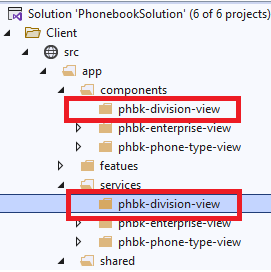 Solution 'PhonebookSolution' (6 of 6 projects)
Client
src
app
components
phbk-division-view
phbk-enterprise-view
phbk-phone-type-view
featues
services
phbk-division-view
phbk-enterprise-view
phbk-phone-type-view
shared